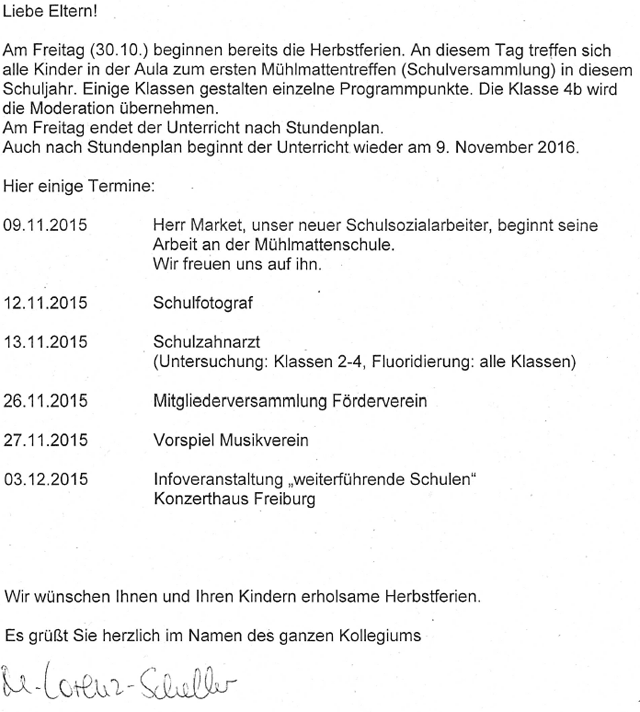 Liebe Eltern!
Am Freitag (30.10.) beginnen bereits die Herbstferien. An diesem Tag treffen sich
alle Kinder in der Aula zum ersten Mühlmattentreffen (Schulversammlung) in diesem
Schuljahr. Einige Klassen gestalten einzelne Programmpunkte. Die Klasse 4b wird
die Moderation übernehmen.
Am Freitag endet der Unterricht nach Stundenplan.
Auch nach Stundenplan beginnt der Unterricht wieder am 9. November 2016.
Hier einige Termine:
09.11.2015 Herr Market, unser neuer Schulsozialarbeiter, beginnt seine
Arbeit an der Mühlmattenschule.
Wir freuen uns auf ihn.
12.11.2015 Schulfotograf
13.11.2015 Schulzahnarzt
(Untersuchung: Klassen 2-4, Fluoridierung: alle Klassen)
26.11.2015 Mitgliederversammlung Förderverein
27.11.2015 Vorspiel Musikverein
03.12.2015 Infoveranstaltung „weiterführende Schulen“
Konzerthaus Freiburg
Wir wünschen Ihnen und Ihren Kindern erholsame Herbstferien.
Es grüßt Sie herzlich im Namen des ganzen Kollegiums